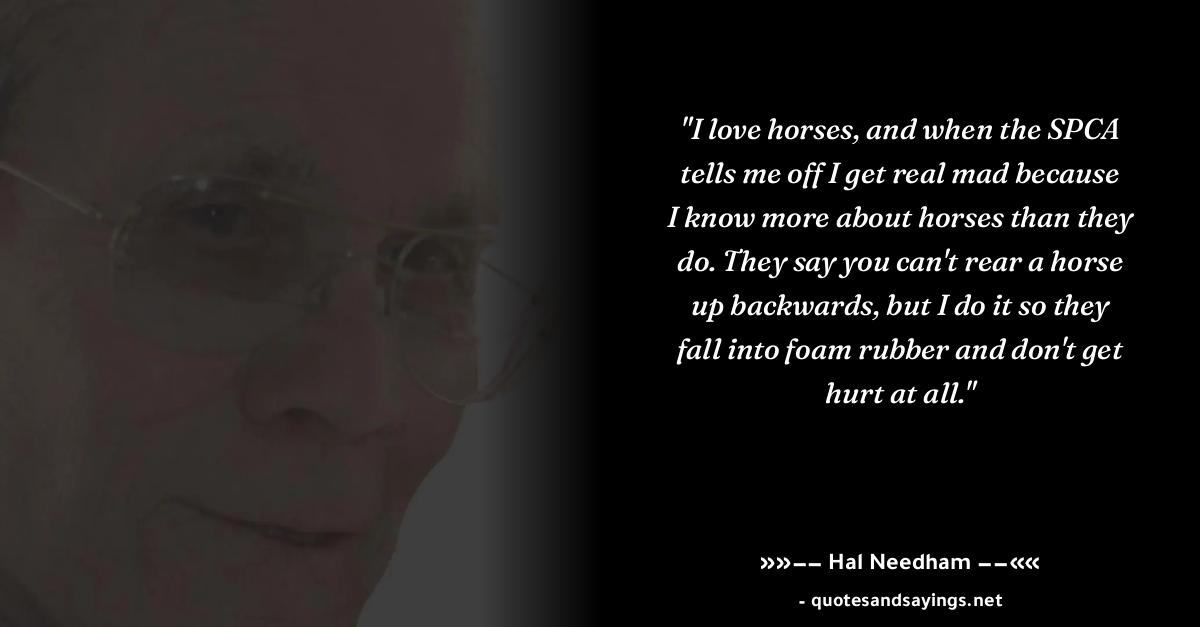 "I love horses, and when the SPCA
tells me off I get real mad because
I know more about horses than they
do. They say you can't rear a horse
up backwards, but I do it so they
fall into foam rubber and don't get
hurt at all."
»»–– Hal Needham ––««
- quotesandsayings.net